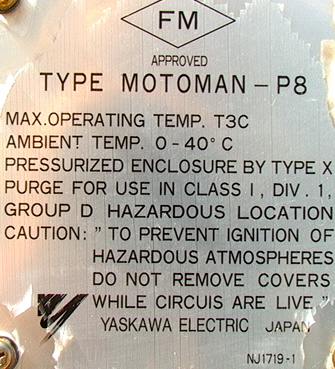 FM
APPROVED
TYPE MOTOMAN-P8
MAX.OPERATING TEMP. T3C
AMBIENT TEMP. 0-40°C
PRESSURIZED ENCLOSURE BY TYPE X
PURGE FOR USE IN CLASS I, DIV. 1,
GROUP D HAZARDOUS LOCATION
CAUTION: " TO PREVENT IGNITION OF
HAZARDOUS ATMOSPHERES
DO NOT REMOVE COVERS
WHILE CIRCUIS ARE LIVE "
YASKAWA ELECTRIC JAPAN
NJ1719-1